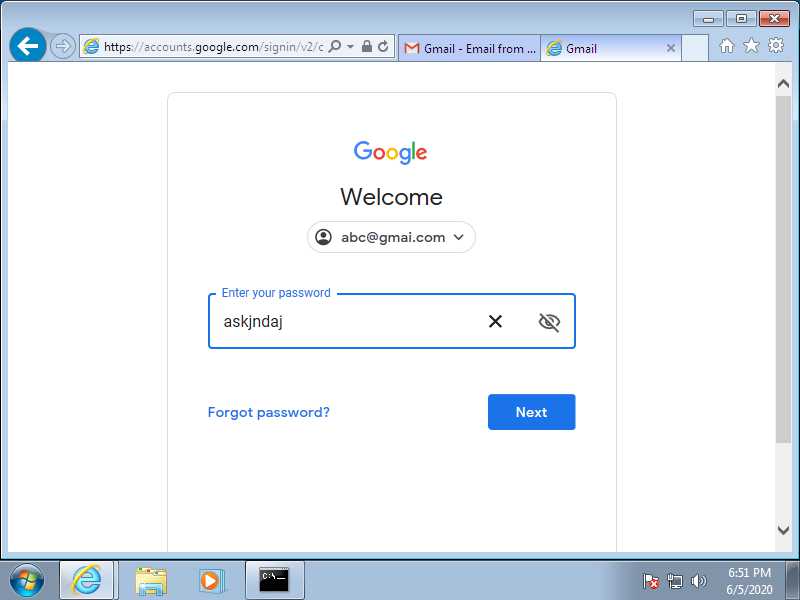 https://accounts.google.com/signin/v2/c
Gmail - Email from ...
Gmail
Google
Welcome
abc@gmai.com
Enter your password
askjndaj
Forgot password?
Next
C:\_
6:51 PM
6/5/2020